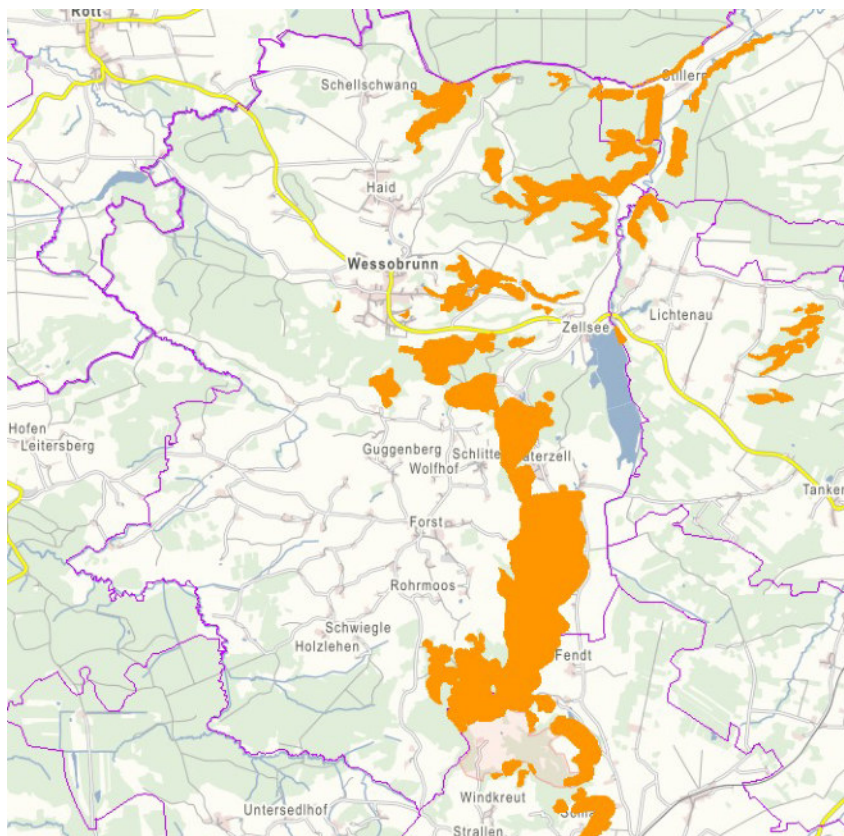 Rott
Stillern
Schellschwang
Haid
Wessobrunn
Lichtenau
Zellsee
Hofen
Leitersberg
Guggenberg
Wolfhof
Schlitte
aterzell
Tanker
Forst
Rohrmoos
Schwiegle
Holzlehen
Fendt
Windkreut
Untersedlhof
Strallen